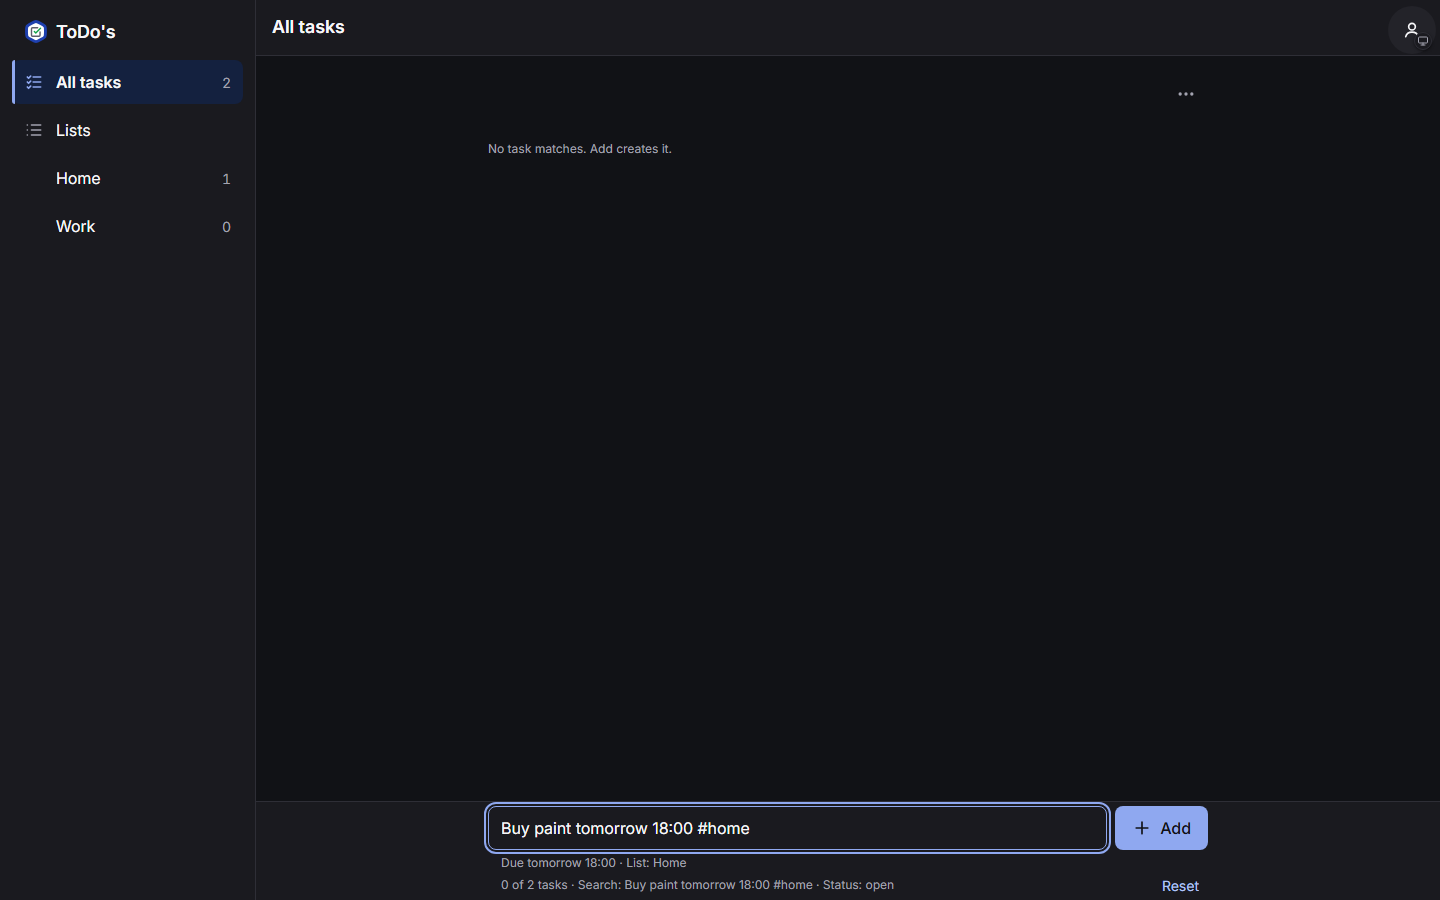 ToDo's
All tasks 2
Lists
Home 1
Work 0
All tasks
No task matches. Add creates it.
Buy paint tomorrow 18:00 #home
Add
Due tomorrow 18:00 · List: Home
0 of 2 tasks · Search: Buy paint tomorrow 18:00 #home · Status: open
Reset